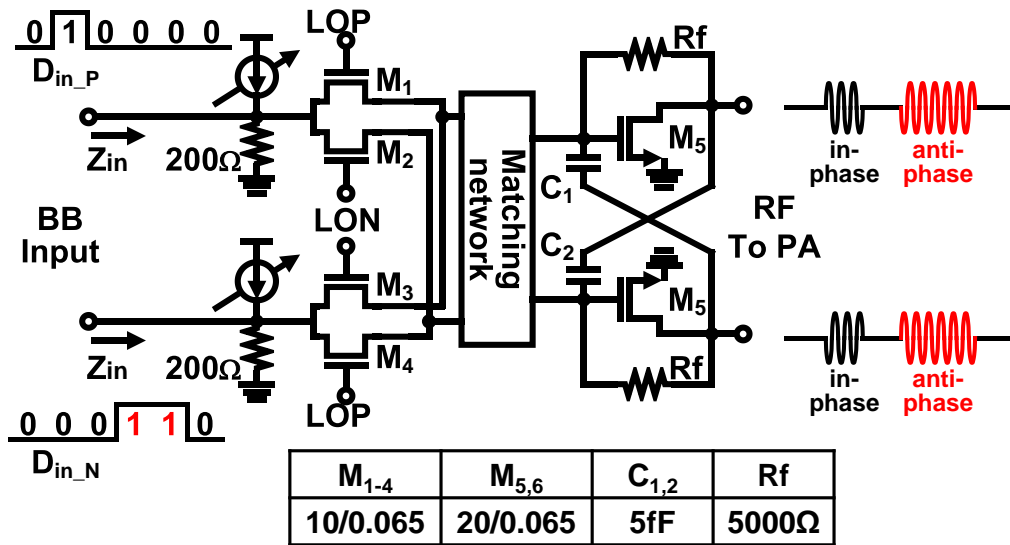 0 1 0 0 0 0
Din_P
LOP
Rf
M1
M5
Zin
200Ω
M2
in-phase
anti-phase
C1
LON
BB Input
Matching network
RF To PA
C2
M3
M5
Zin
200Ω
M4
Rf
in-phase
anti-phase
LOP
0 0 0 1 1 0
Din_N
M1-4 M5,6 C1,2 Rf
10/0.065 20/0.065 5fF 5000Ω